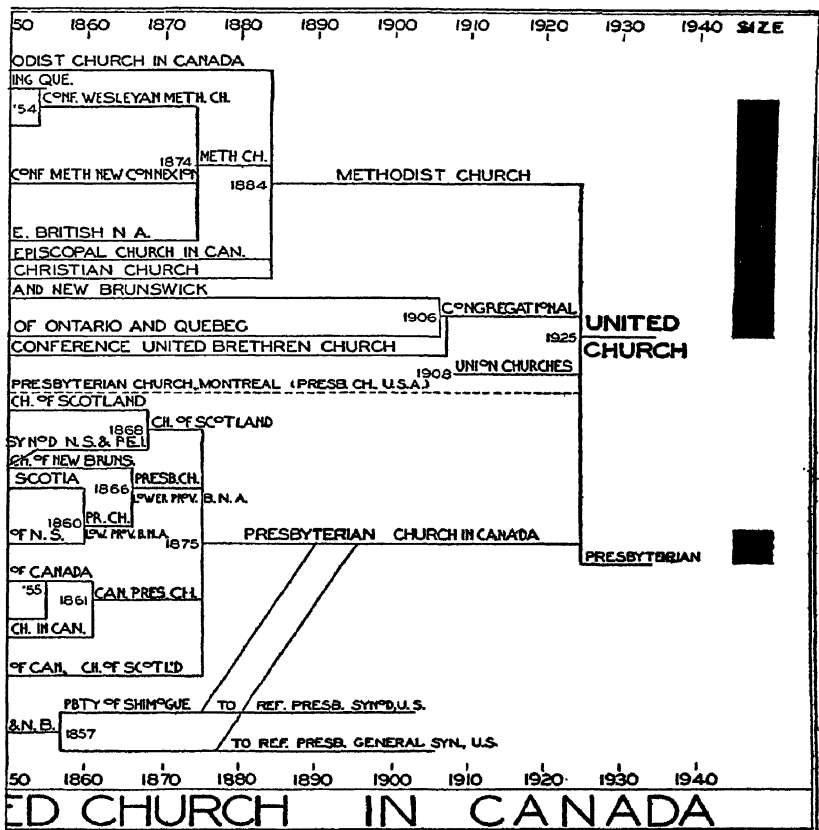 50 1860 1870 1880 1890 1900 1910 1920 1930 1940 SIZE
ODIST CHURCH IN CANADA
ING QUE.
'54 CONF. WESLEYAN METH. CH.
1874 METH CH.
CONF METH NEW CONNEXION
1884 METHODIST CHURCH
E. BRITISH N A.
EPISCOPAL CHURCH IN CAN.
CHRISTIAN CHURCH
AND NEW BRUNSWICK
1906 CONGREGATIONAL
OF ONTARIO AND QUEBEC
1925 UNITED
CHURCH
CONFERENCE UNITED BRETHREN CHURCH
1908 UNION CHURCHES
PRESBYTERIAN CHURCH, MONTREAL (PRESB. CH. U.S.A.)
CH. OF SCOTLAND
1868 CH. OF SCOTLAND
SYNOD N.S. & P.E.I.
CH. OF NEW BRUNS.
SCOTIA 1866 PRESB. CH.
LOWER PROV. B. N. A.
1860 PR. CH.
OF N. S. LOW. PROV. B.N.A.
1875 PRESBYTERIAN CHURCH IN CANADA
PRESBYTERIAN
OF CANADA
'55 1861 CAN. PRES. CH.
CH. IN CAN.
OF CAN. CH. OF SCOTL'D
PBTY OF SHIMOGUE TO REF. PRESB. SYNOD, U.S.
& N. B. 1857
TO REF. PRESB. GENERAL SYN., U.S.
50 1860 1870 1880 1890 1900 1910 1920 1930 1940
ED CHURCH IN CANADA